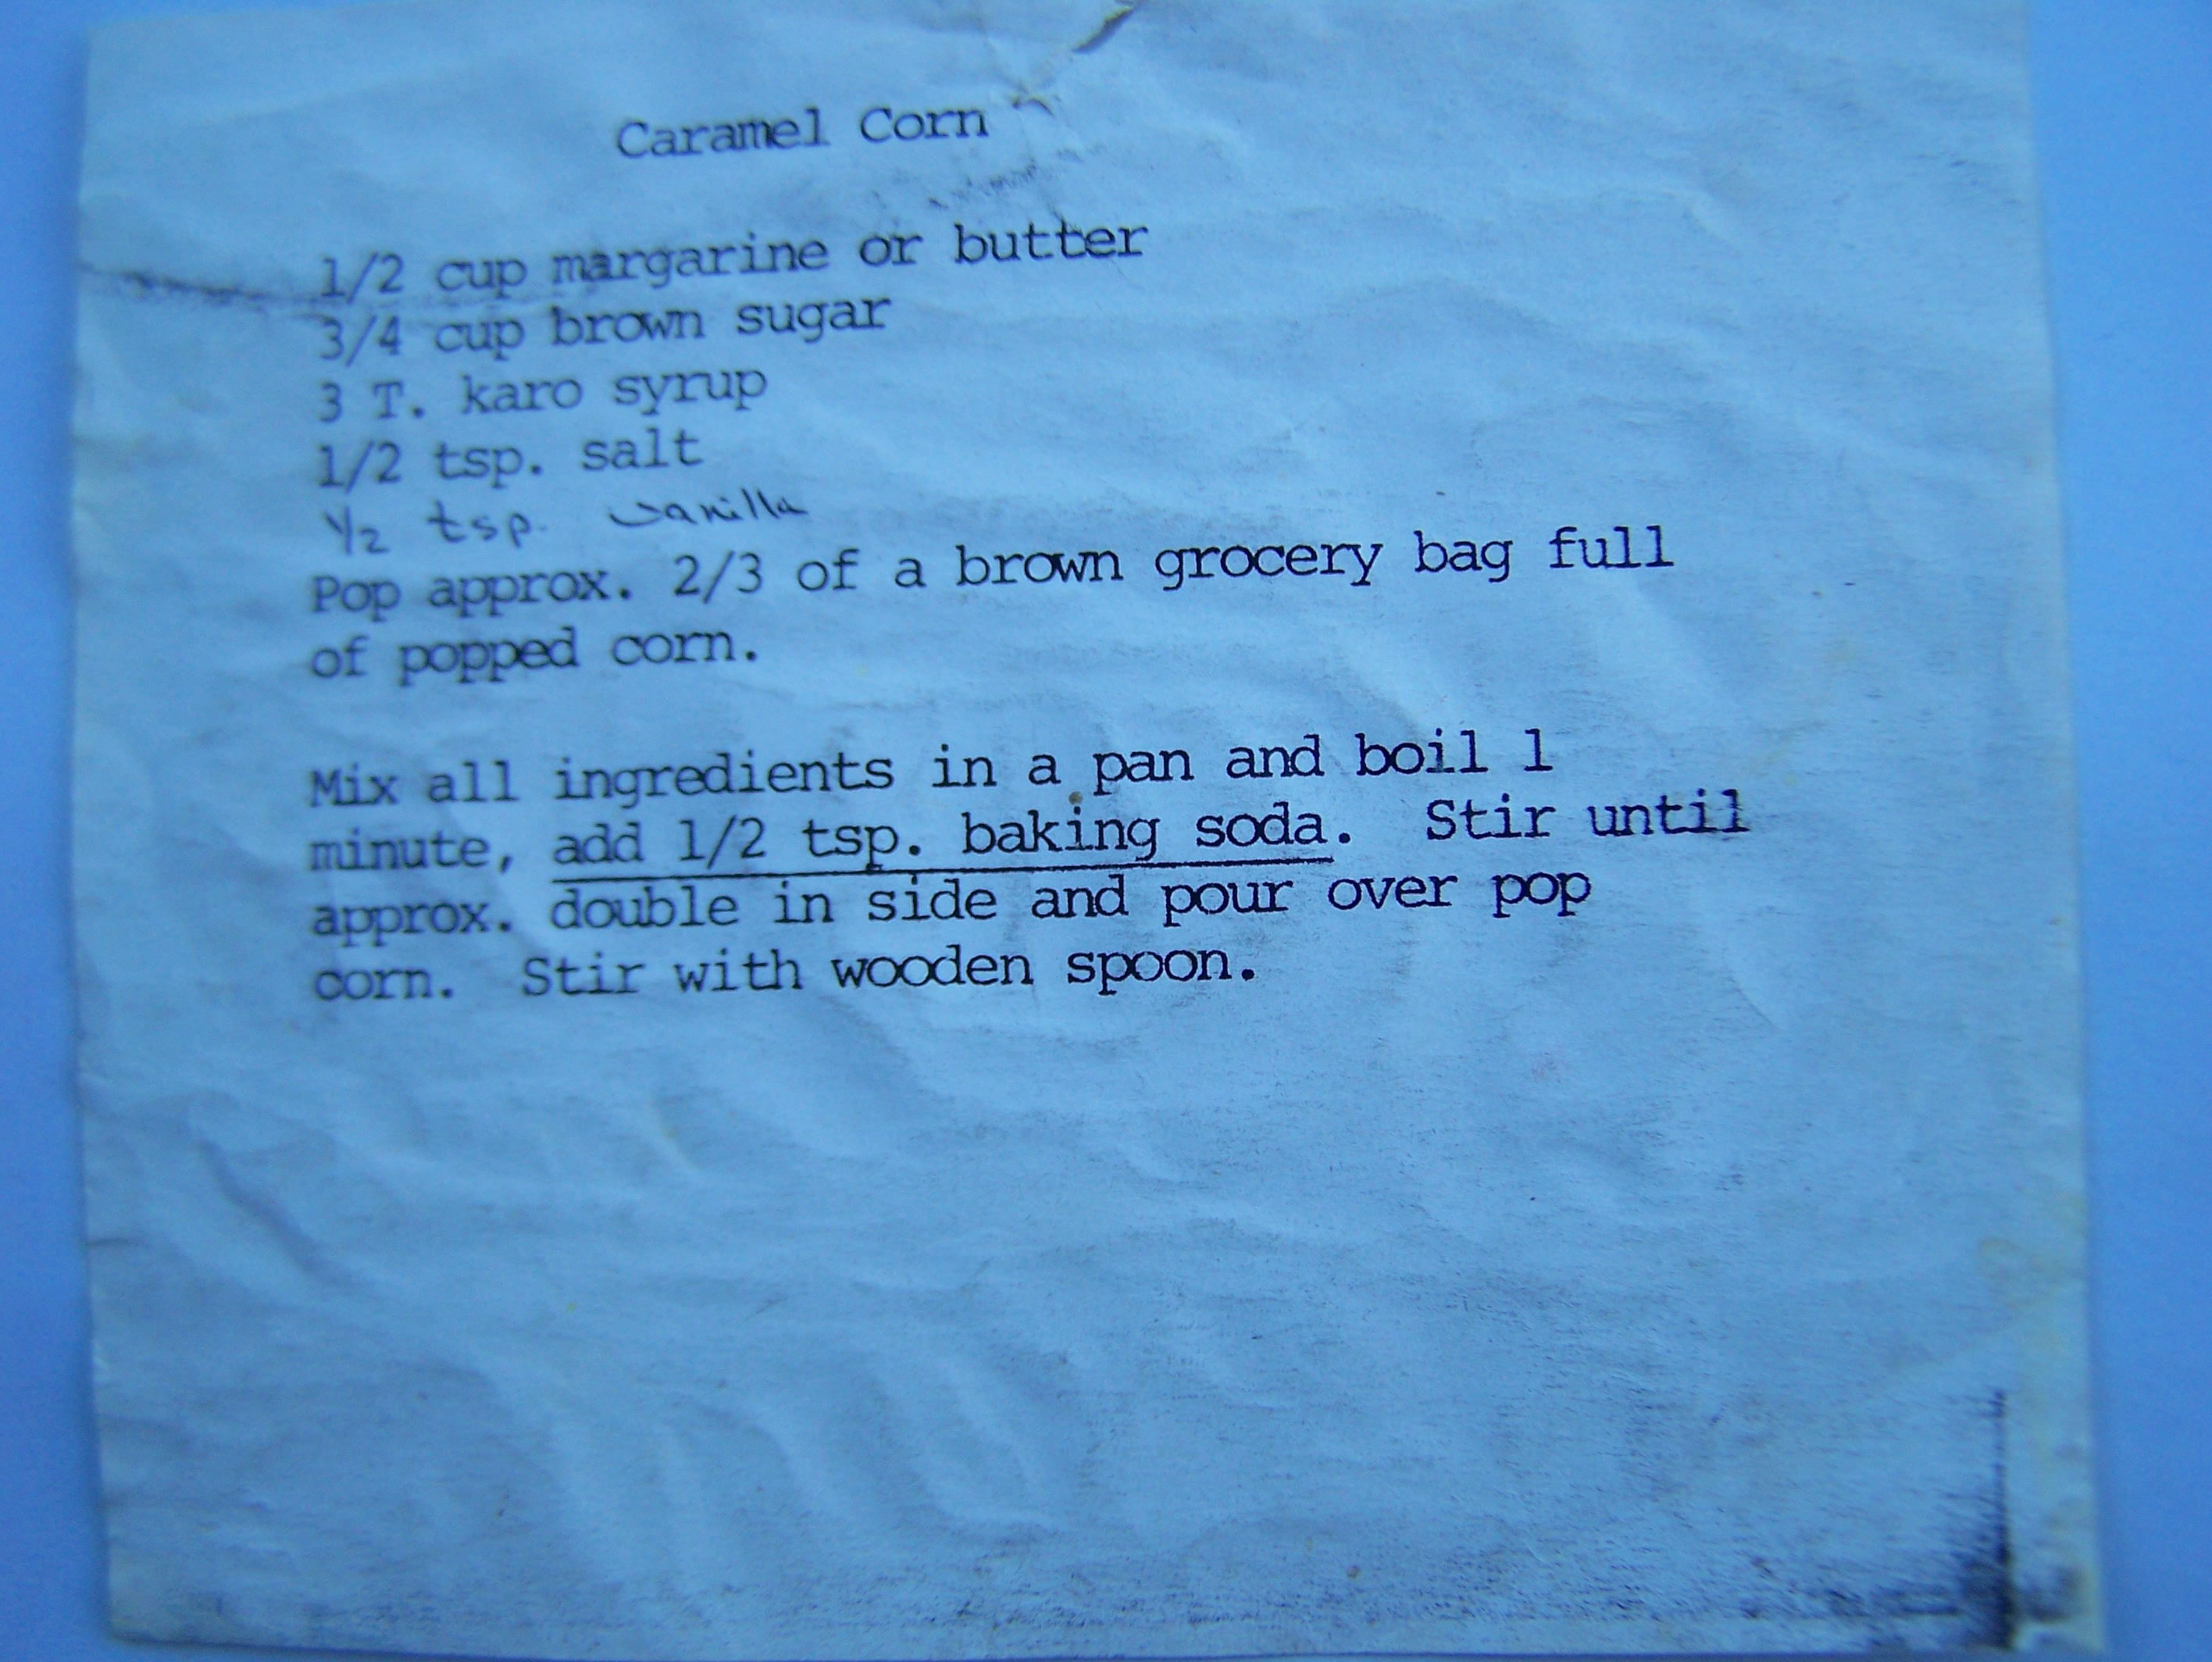 Caramel Corn
1/2 cup margarine or butter
3/4 cup brown sugar
3 T. karo syrup
1/2 tsp. salt
1/2 tsp. vanilla
Pop approx. 2/3 of a brown grocery bag full
of popped corn.
Mix all ingredients in a pan and boil 1
minute, add 1/2 tsp. baking soda. Stir until
approx. double in side and pour over pop
corn. Stir with wooden spoon.